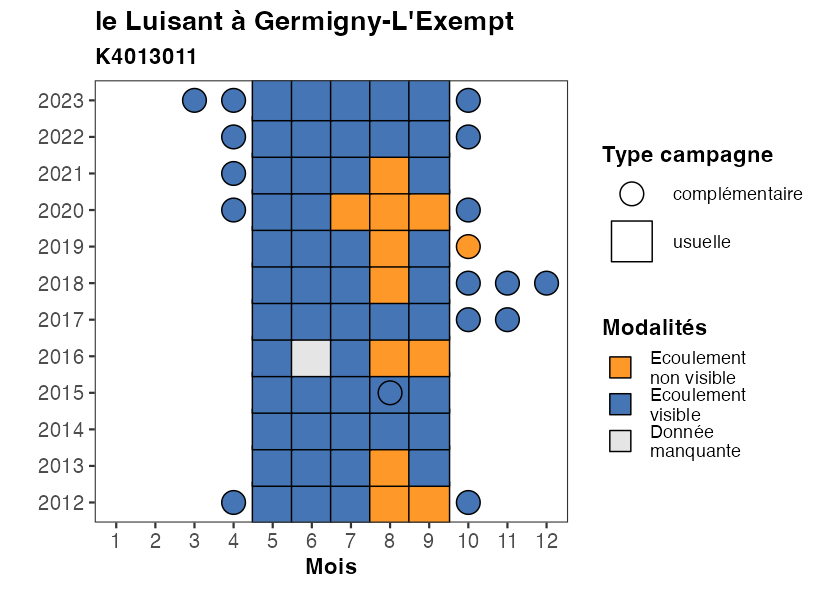 le Luisant à Germigny-L'Exempt
K4013011
2023
2022
2021
2020
2019
2018
2017
2016
2015
2014
2013
2012
1 2 3 4 5 6 7 8 9 10 11 12
Mois
Type campagne
complémentaire
usuelle
Modalités
Ecoulement
non visible
Ecoulement
visible
Donnée
manquante